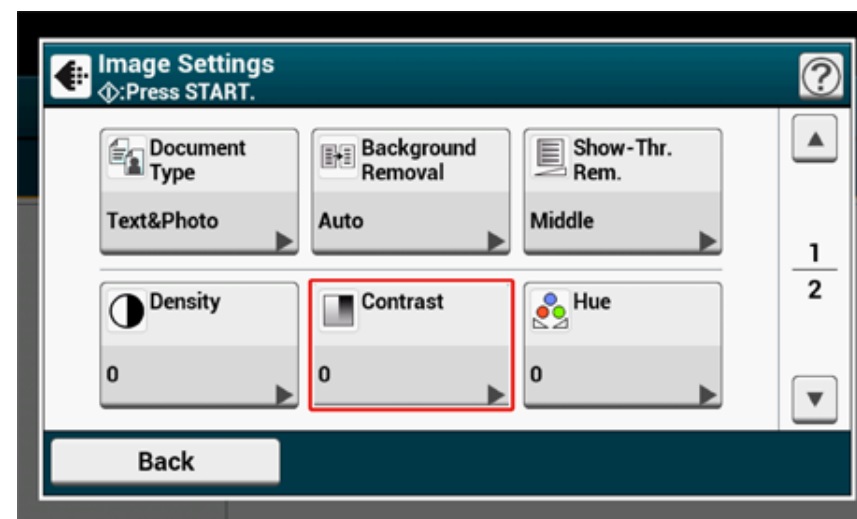 Image Settings
:Press START.
Document
Type
Text&Photo
Background
Removal
Auto
Show-Thr.
Rem.
Middle
Density
0
Contrast
0
Hue
0
1
2
Back